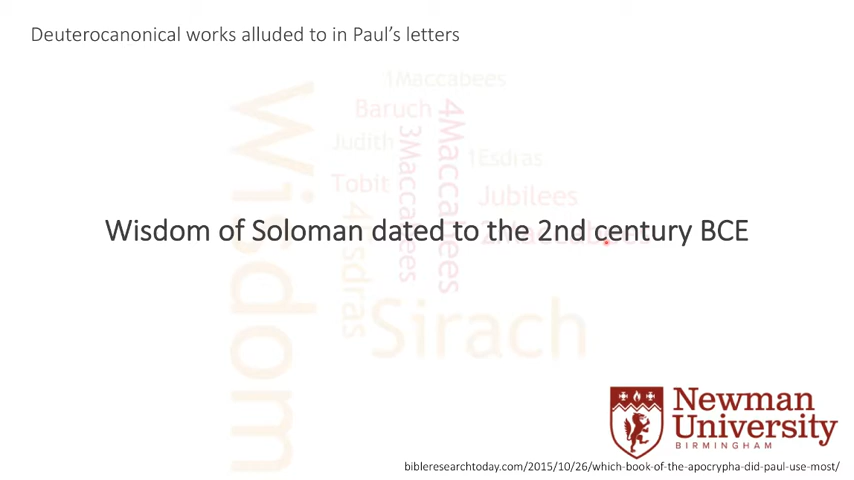 Deuterocanonical works alluded to in Paul's letters
1Maccabees
Baruch
4Maccabees
3Maccabees
Judith
1Esdras
Tobit
Jubilees
Wisdom of Soloman dated to the 2nd century BCE
4Esdras
Sirach
Wisdom
Newman
University
BIRMINGHAM
bibleresearchtoday.com/2015/10/26/which-book-of-the-apocrypha-did-paul-use-most/